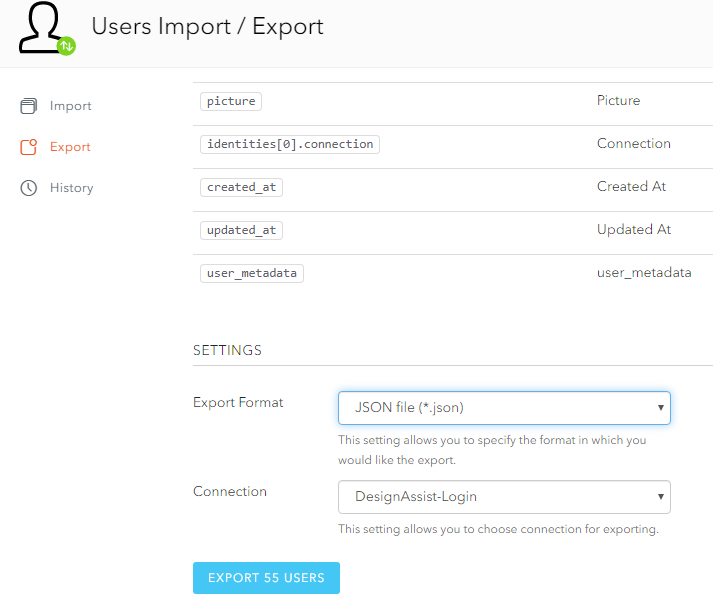 Users Import / Export
Import
Export
History
picture Picture
identities[0].connection Connection
created_at Created At
updated_at Updated At
user_metadata user_metadata
SETTINGS
Export Format JSON file (*.json)
This setting allows you to specify the format in which you
would like the export.
Connection DesignAssist-Login
This setting allows you to choose connection for exporting.
EXPORT 55 USERS